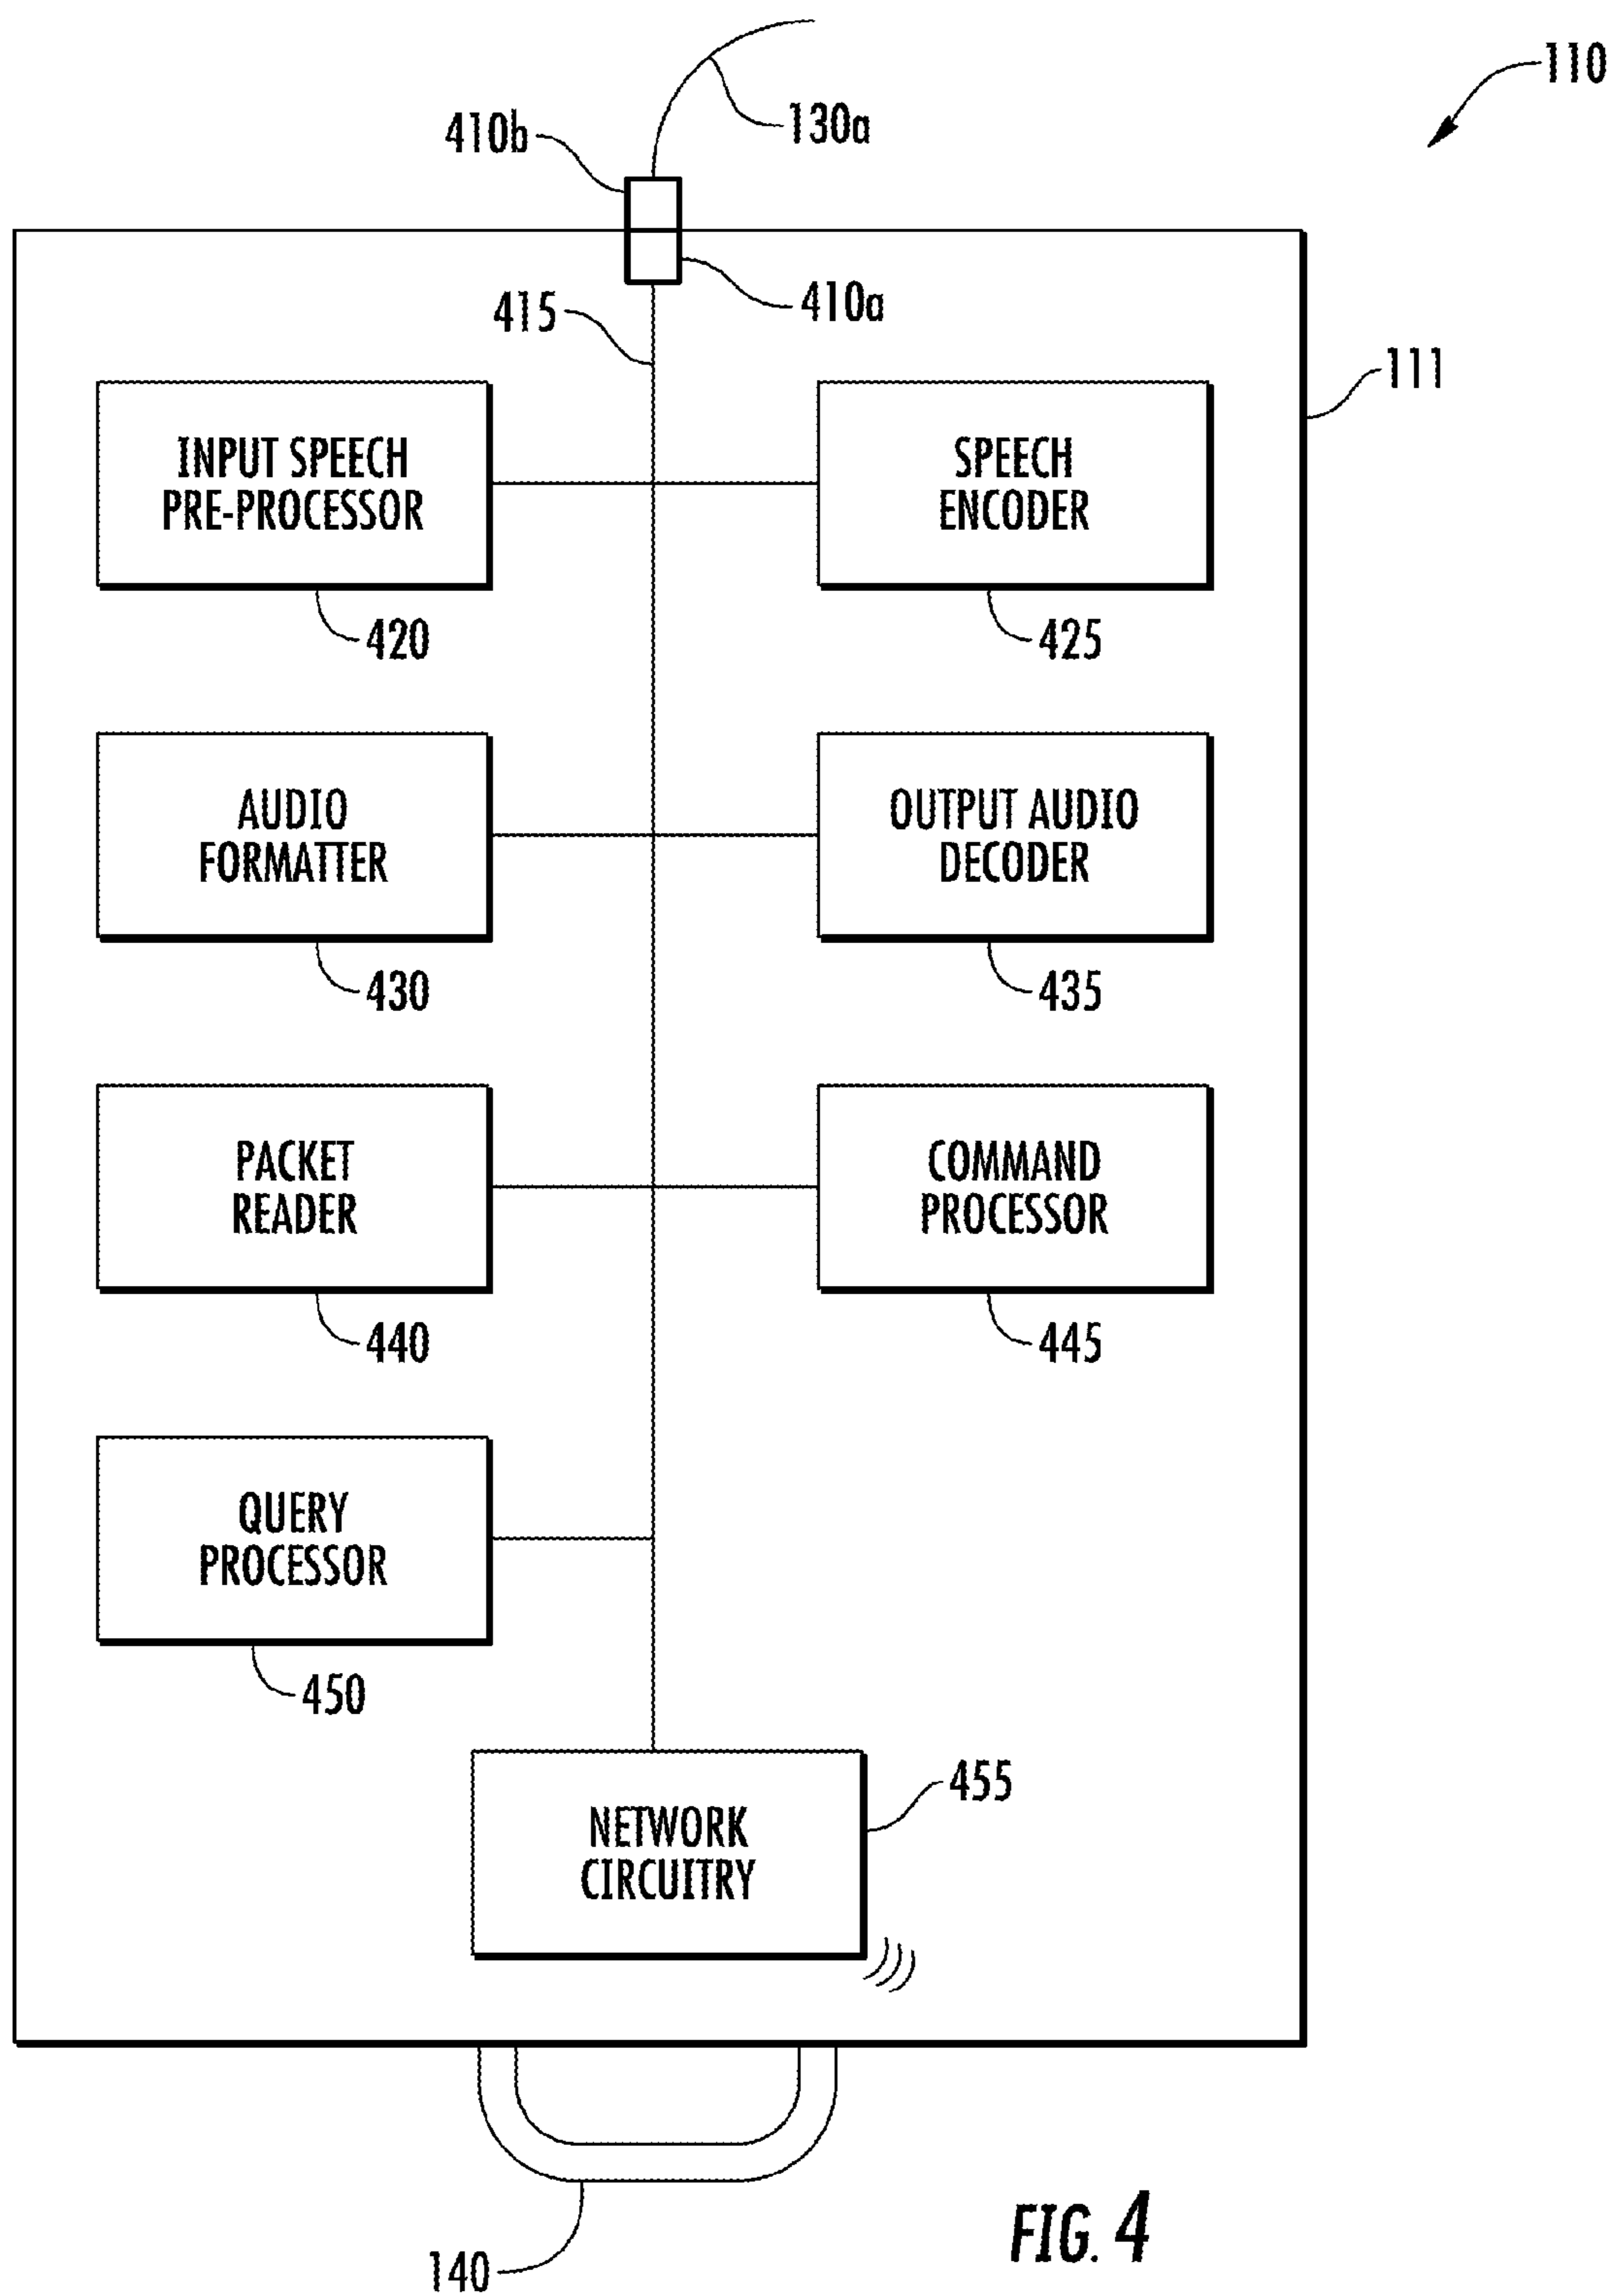 110
130a
410b
410a
415
111
INPUT SPEECH
PRE-PROCESSOR
420
SPEECH
ENCODER
425
AUDIO
FORMATTER
430
OUTPUT AUDIO
DECODER
435
PACKET
READER
440
COMMAND
PROCESSOR
445
QUERY
PROCESSOR
450
NETWORK
CIRCUITRY
455
140
FIG. 4